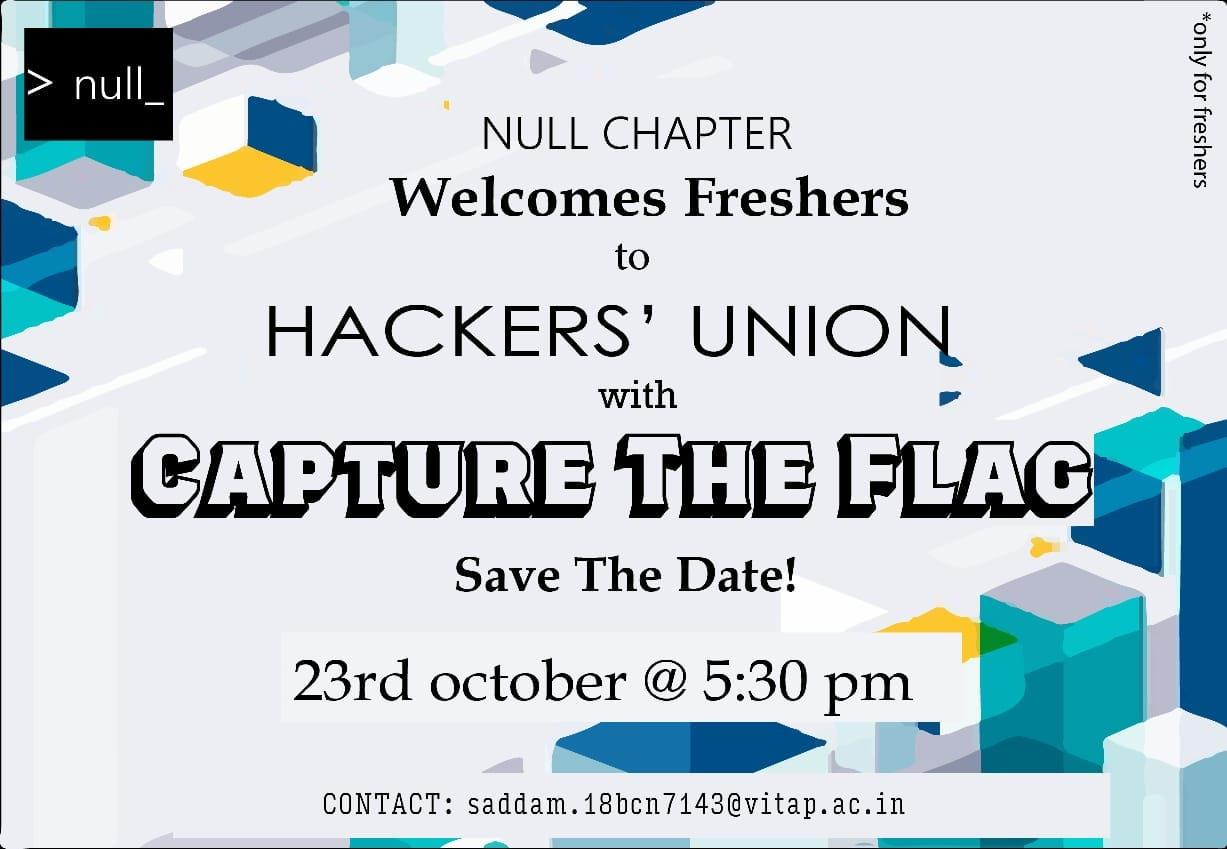 > null_
*only for freshers
NULL CHAPTER
Welcomes Freshers
to
HACKERS’ UNION
with
CAPTURE THE FLAG
Save The Date!
23rd october @ 5:30 pm
CONTACT: saddam.18bcn7143@vitap.ac.in